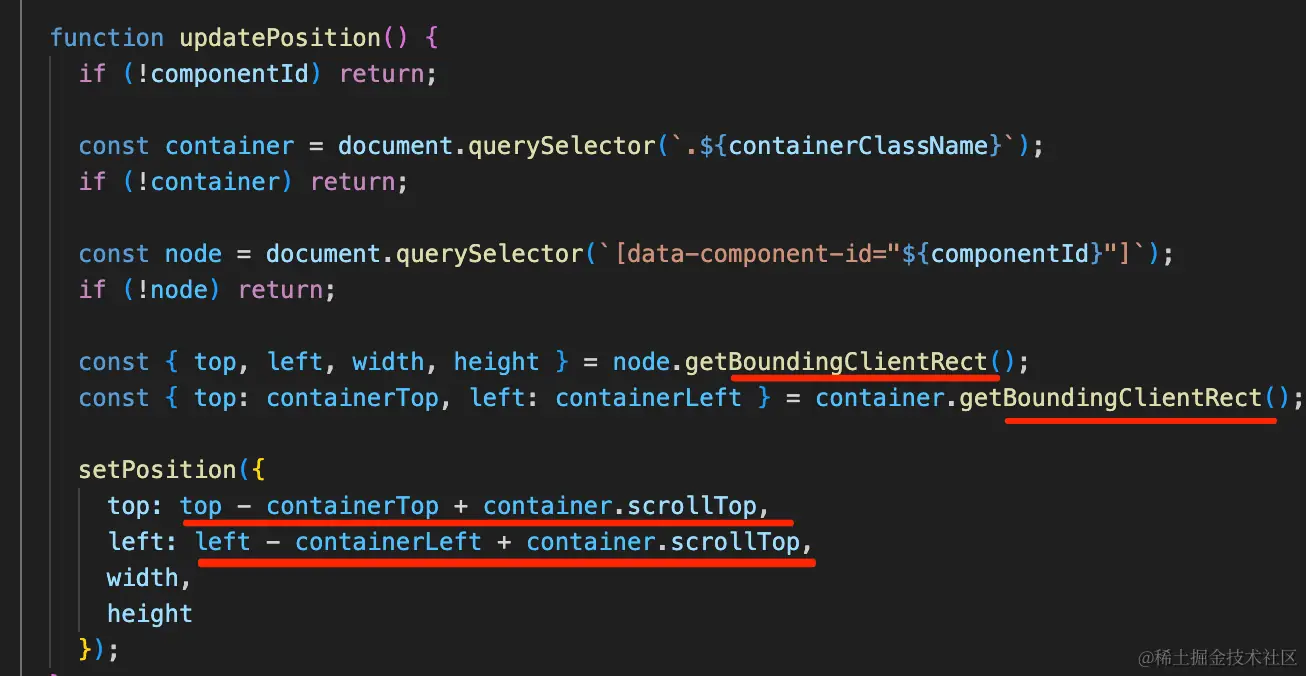 function updatePosition() {
if (!componentId) return;
const container = document.querySelector(`.${containerClassName}`);
if (!container) return;
const node = document.querySelector(`[data-component-id="${componentId}"]`);
if (!node) return;
const { top, left, width, height } = node.getBoundingClientRect();
const { top: containerTop, left: containerLeft } = container.getBoundingClientRect();
setPosition({
top: top - containerTop + container.scrollTop,
left: left - containerLeft + container.scrollTop,
width,
height
});
@稀土掘金技术社区